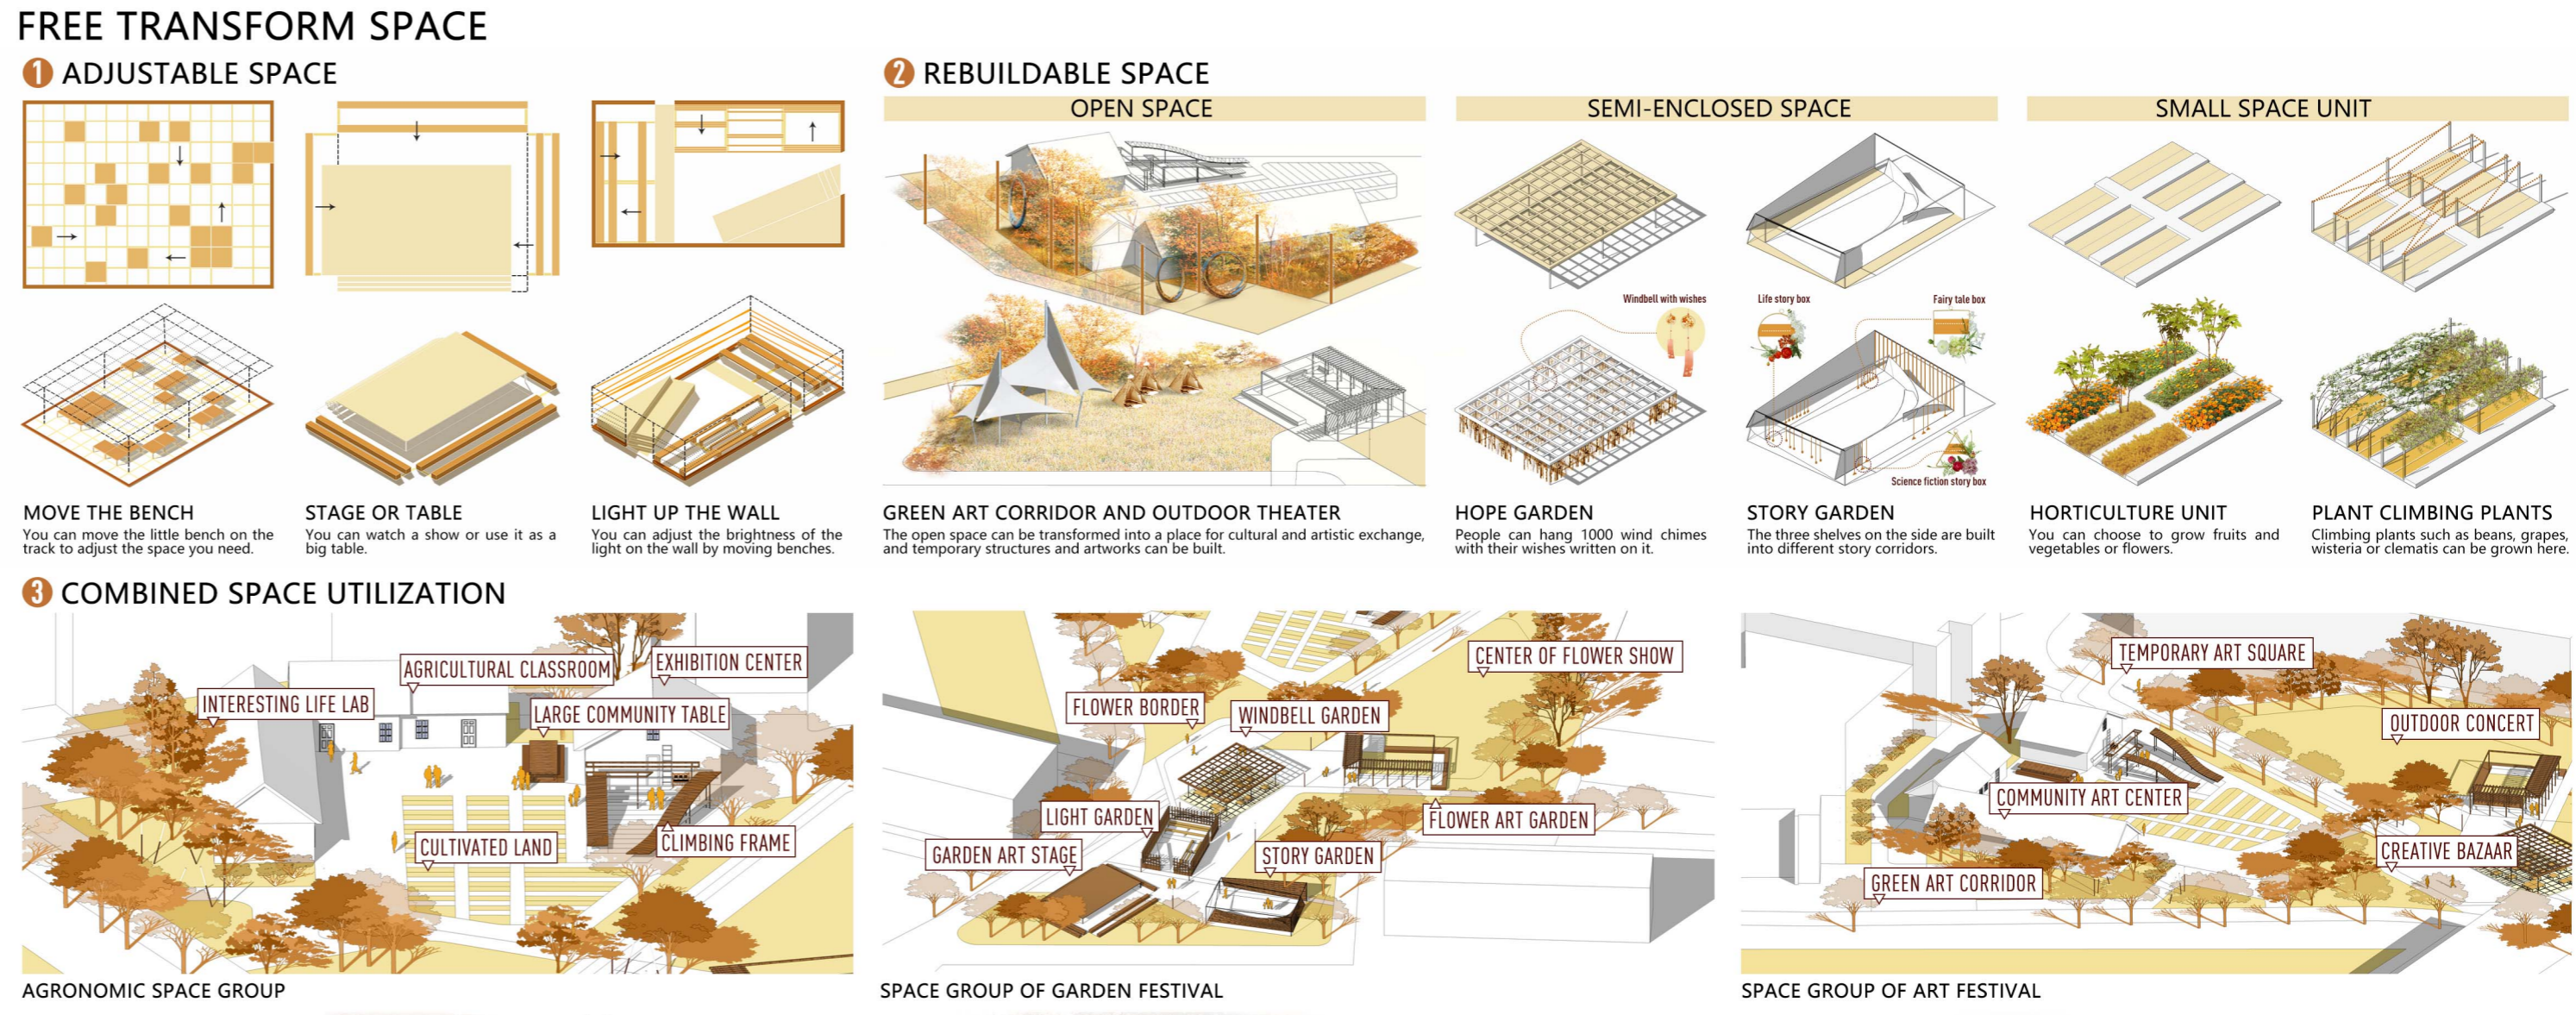 FREE TRANSFORM SPACE
1 ADJUSTABLE SPACE
MOVE THE BENCH
You can move the little bench on the
track to adjust the space you need.
STAGE OR TABLE
You can watch a show or use it as a
big table.
LIGHT UP THE WALL
You can adjust the brightness of the
light on the wall by moving benches.
2 REBUILDABLE SPACE
OPEN SPACE
GREEN ART CORRIDOR AND OUTDOOR THEATER
The open space can be transformed into a place for cultural and artistic exchange,
and temporary structures and artworks can be built.
SEMI-ENCLOSED SPACE
Windbell with wishes
HOPE GARDEN
People can hang 1000 wind chimes
with their wishes written on it.
Life story box
Fairy tale box
Science fiction story box
STORY GARDEN
The three shelves on the side are built
into different story corridors.
SMALL SPACE UNIT
HORTICULTURE UNIT
You can choose to grow fruits and
vegetables or flowers.
PLANT CLIMBING PLANTS
Climbing plants such as beans, grapes,
wisteria or clematis can be grown here.
3 COMBINED SPACE UTILIZATION
AGRICULTURAL CLASSROOM
EXHIBITION CENTER
INTERESTING LIFE LAB
LARGE COMMUNITY TABLE
CULTIVATED LAND
CLIMBING FRAME
AGRONOMIC SPACE GROUP
CENTER OF FLOWER SHOW
FLOWER BORDER
WINDBELL GARDEN
LIGHT GARDEN
FLOWER ART GARDEN
GARDEN ART STAGE
STORY GARDEN
SPACE GROUP OF GARDEN FESTIVAL
TEMPORARY ART SQUARE
OUTDOOR CONCERT
COMMUNITY ART CENTER
CREATIVE BAZAAR
GREEN ART CORRIDOR
SPACE GROUP OF ART FESTIVAL